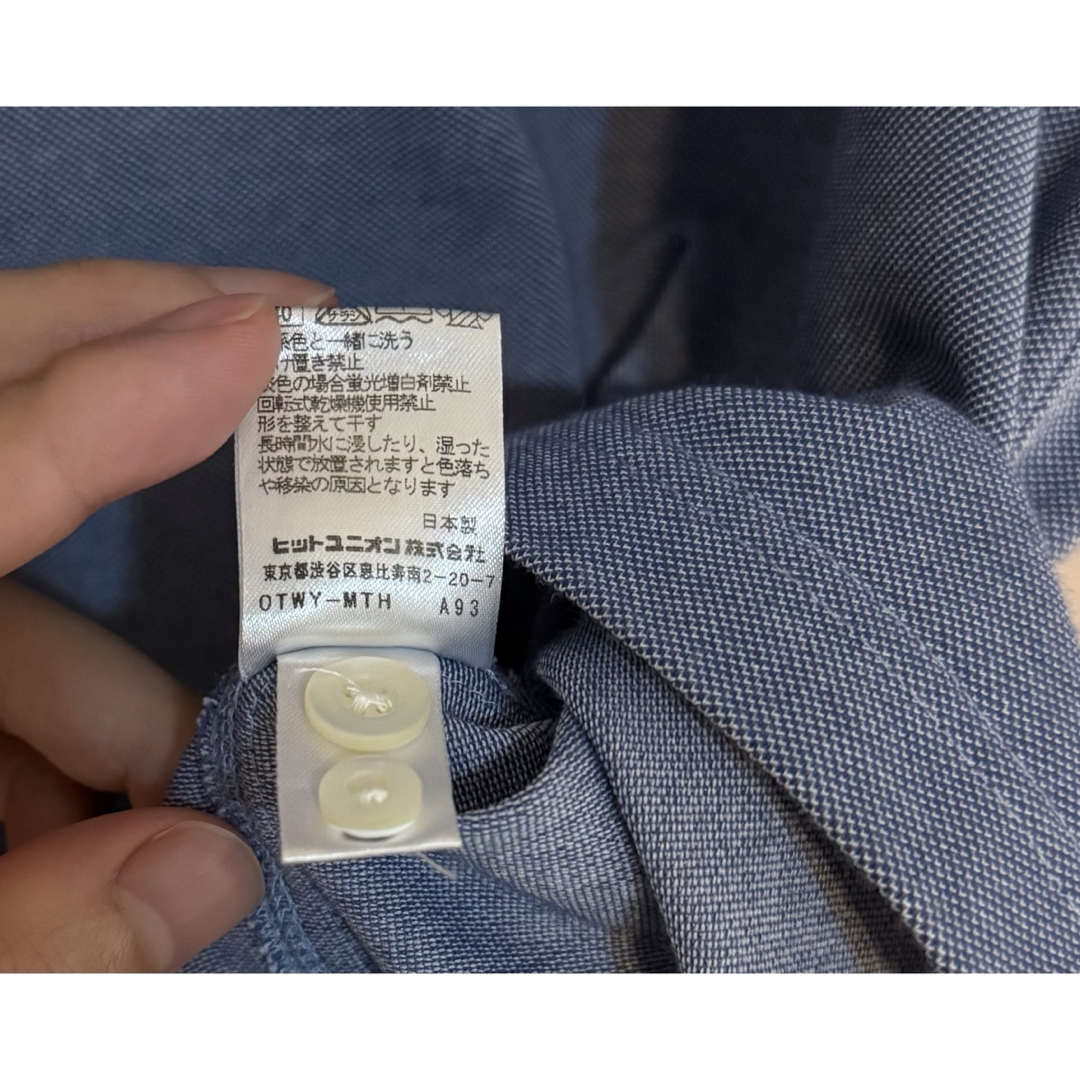 40 サラシ
系色と一緒に洗う
け置き禁止
淡色の場合蛍光増白剤禁止
回転式乾燥機使用禁止
形を整えて干す
長時間水に浸したり、湿った
状態で放置されますと色落ち
や移染の原因となります
日本製
ヒットユニオン株式会社
東京都渋谷区恵比寿南2-20-7
OTWY-MTH A93